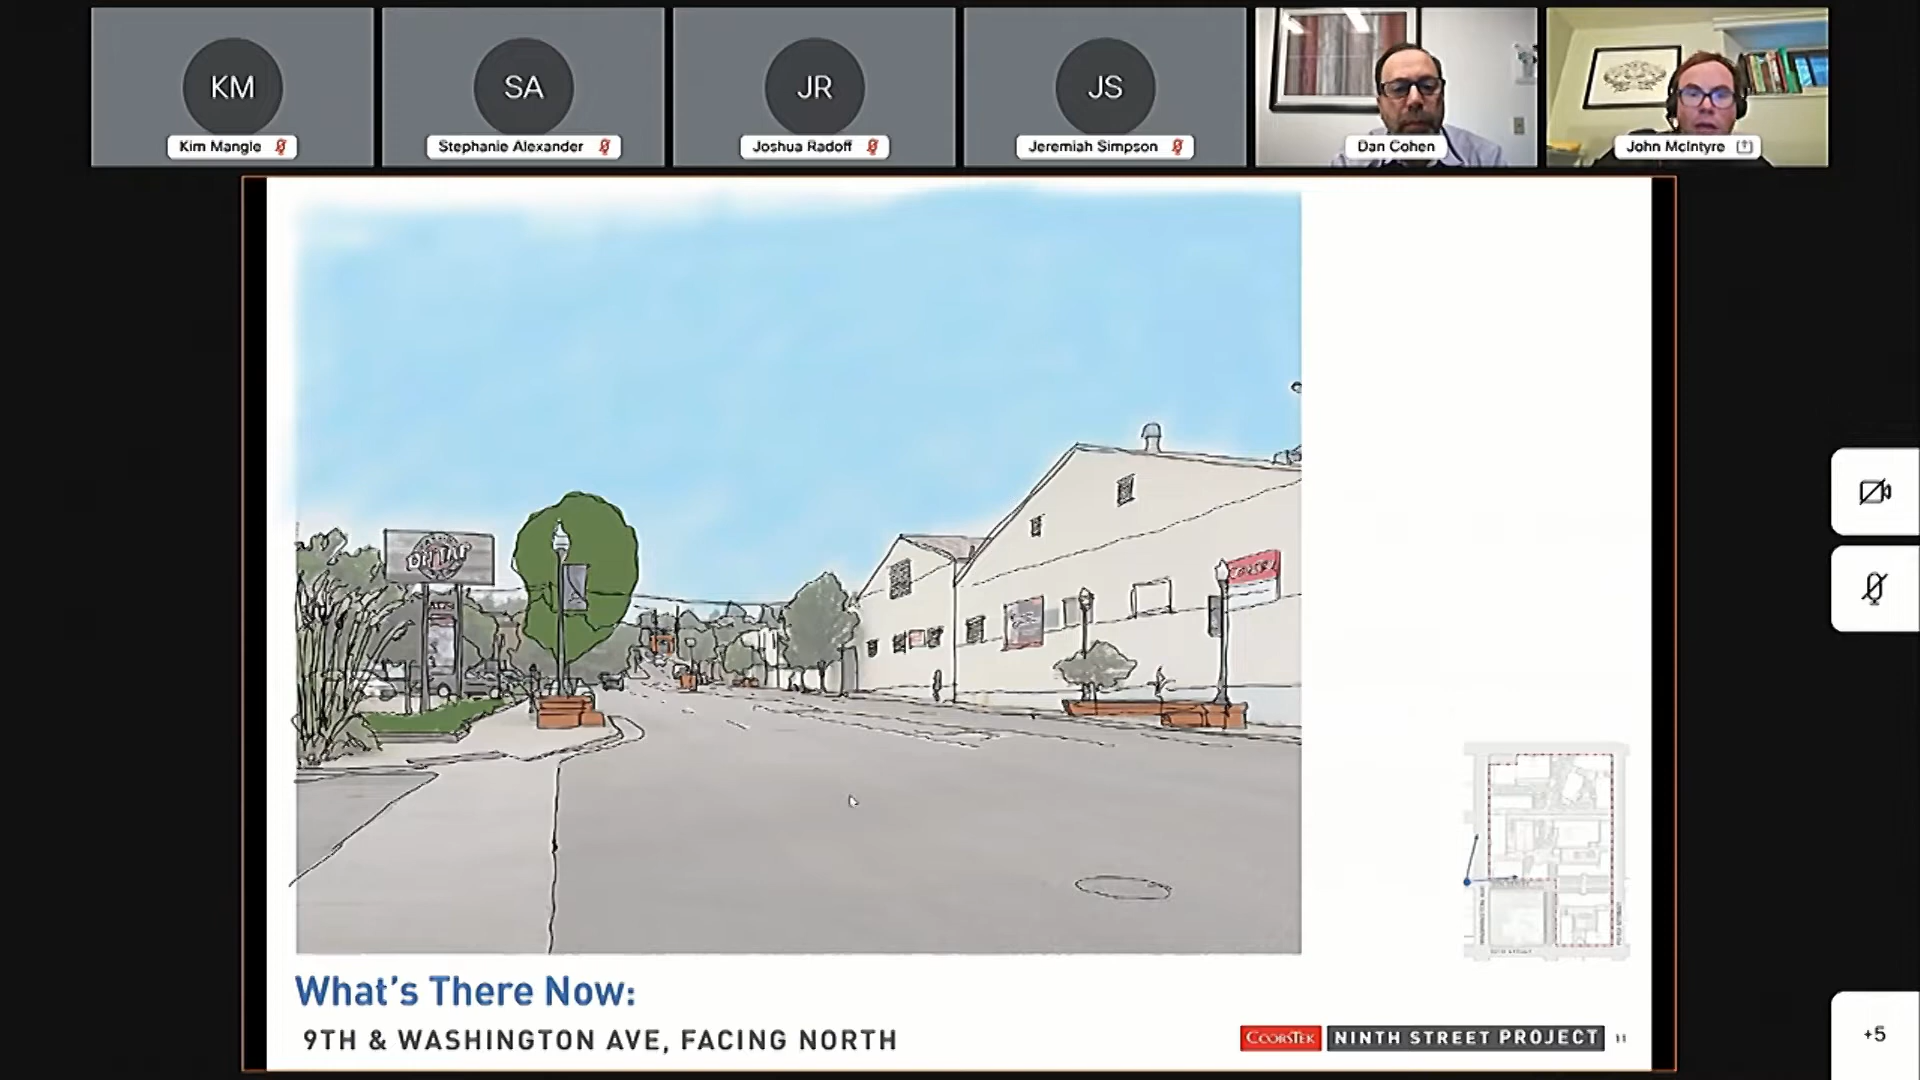 KM
SA
JR
JS
Kim Mangle
Stephanie Alexander
Joshua Radoff
Jeremiah Simpson
Dan Cohen
John McIntyre
What's There Now:
9TH & WASHINGTON AVE, FACING NORTH
COORSTEK
NINTH STREET PROJECT
11
+5